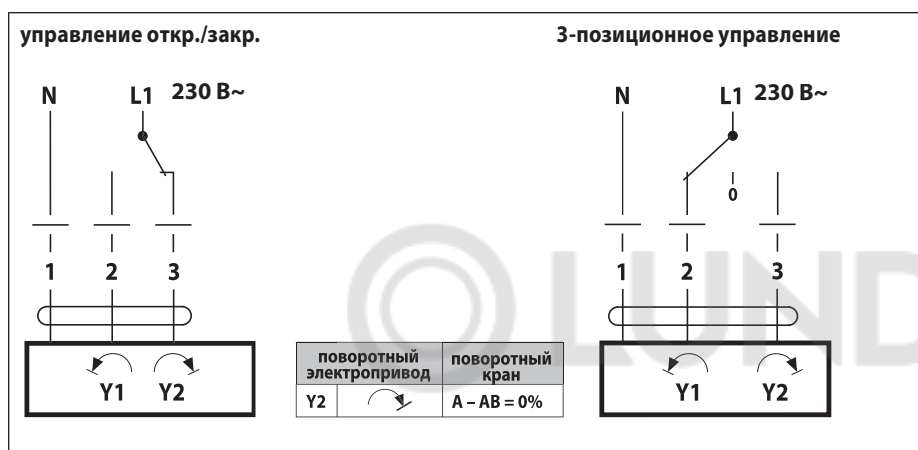 управление откр./закр.
3-позиционное управление
N L1 230 В~
N L1 230 В~
0
1 2 3
1 2 3
Y1 Y2
поворотный электропривод
поворотный кран
Y2
A – AB = 0%
Y1 Y2
LUND